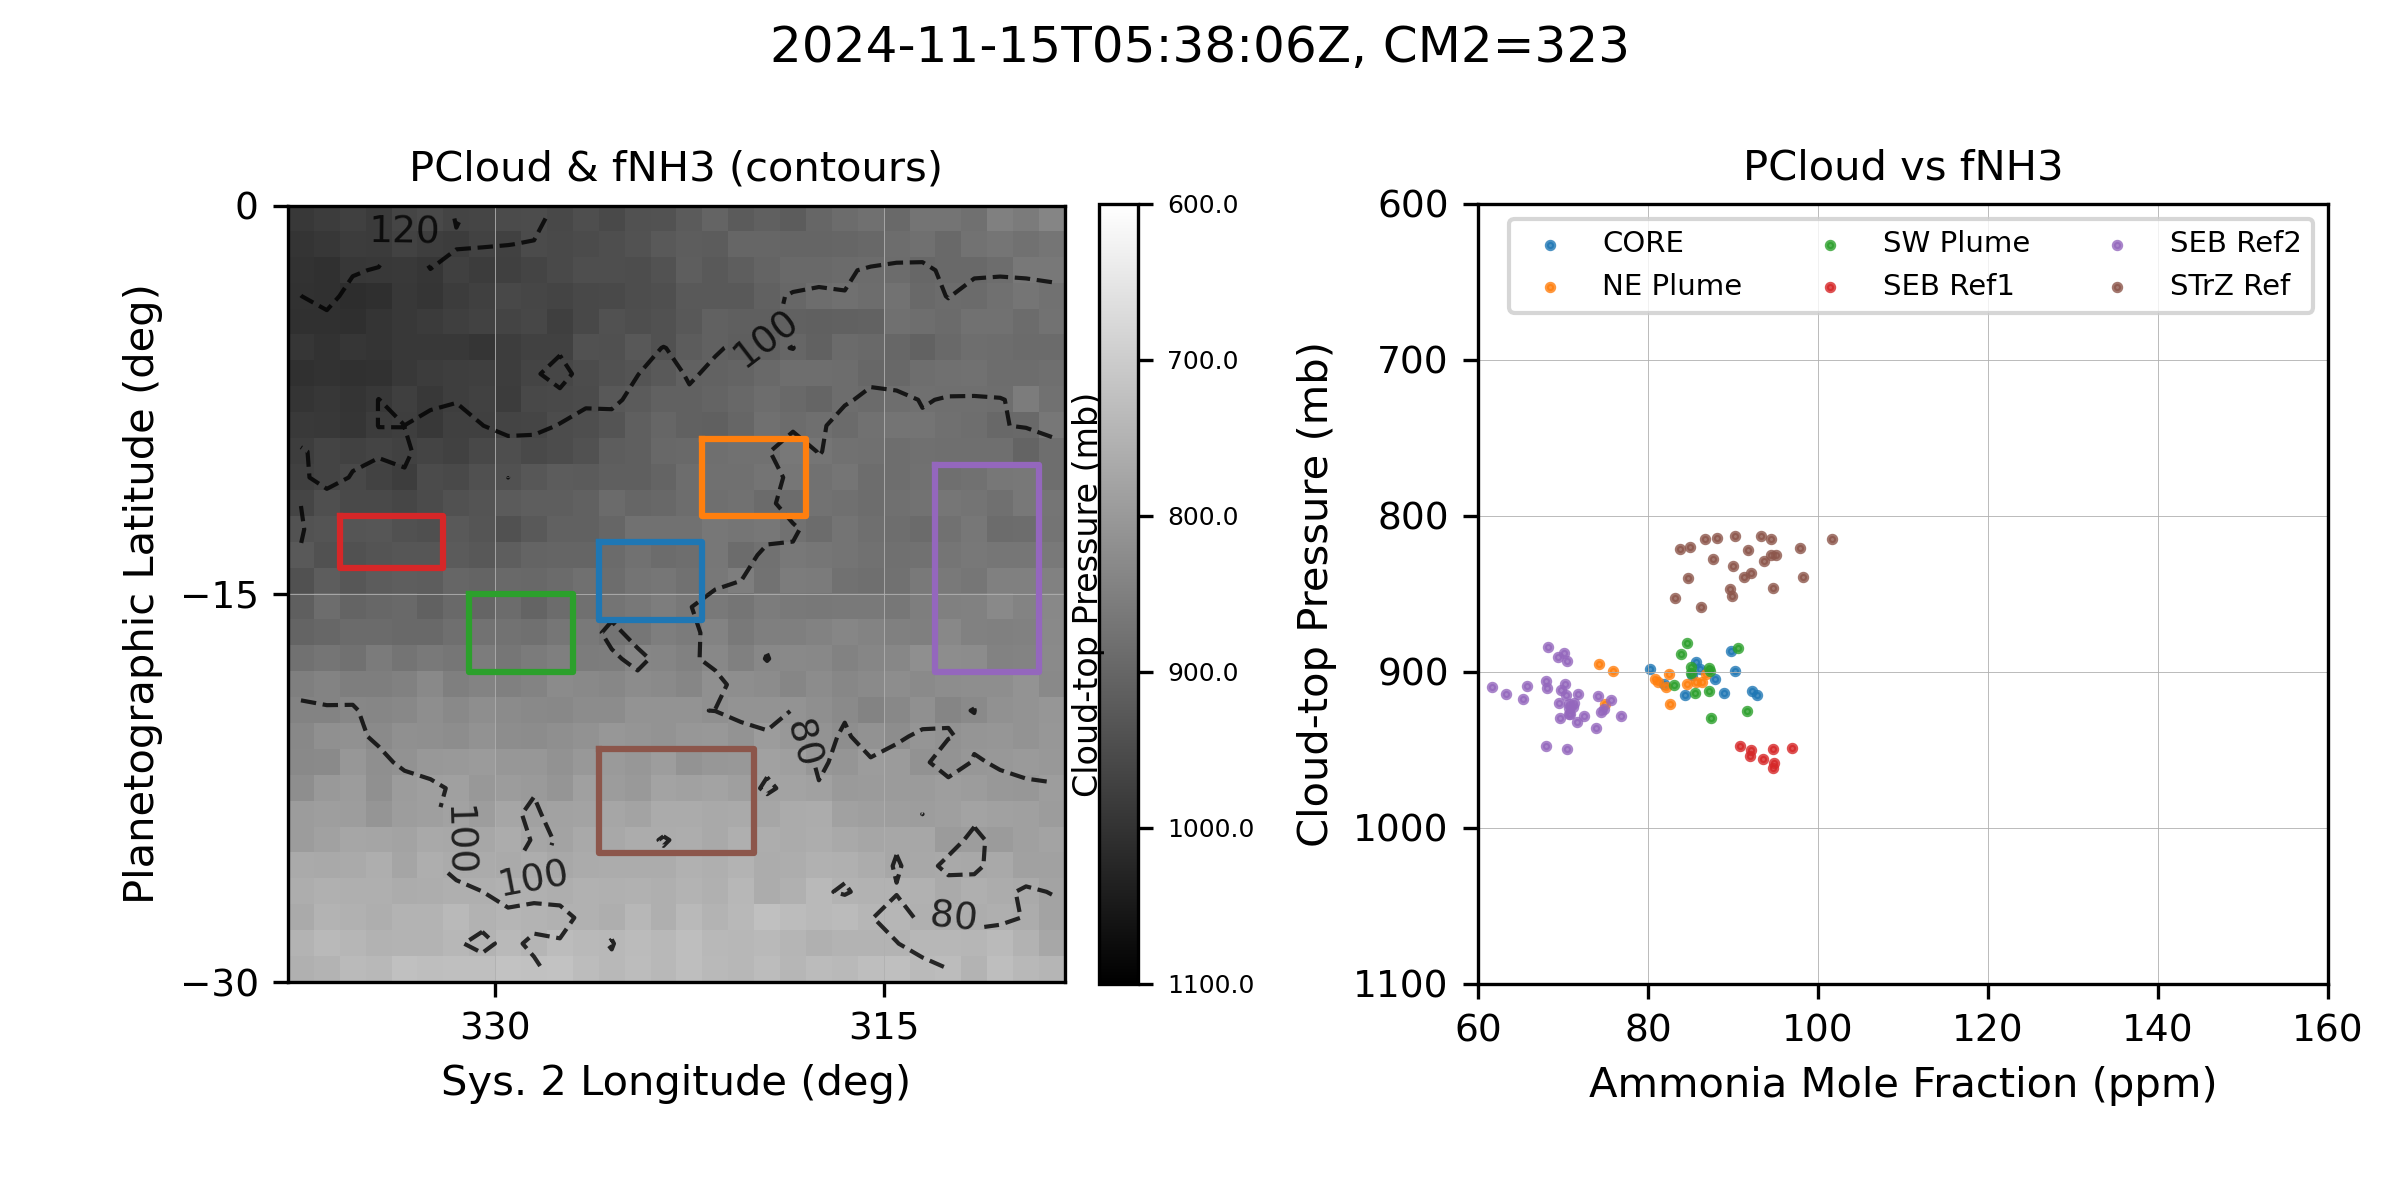 2024-11-15T05:38:06Z, CM2=323
PCloud & fNH3 (contours)
0
−15
−30
Planetographic Latitude (deg)
120
100
80
100
100
80
330
315
Sys. 2 Longitude (deg)
Cloud-top Pressure (mb)
600.0
700.0
800.0
900.0
1000.0
1100.0
PCloud vs fNH3
CORE
NE Plume
SW Plume
SEB Ref1
SEB Ref2
STrZ Ref
600
700
800
900
1000
1100
Cloud-top Pressure (mb)
60
80
100
120
140
160
Ammonia Mole Fraction (ppm)